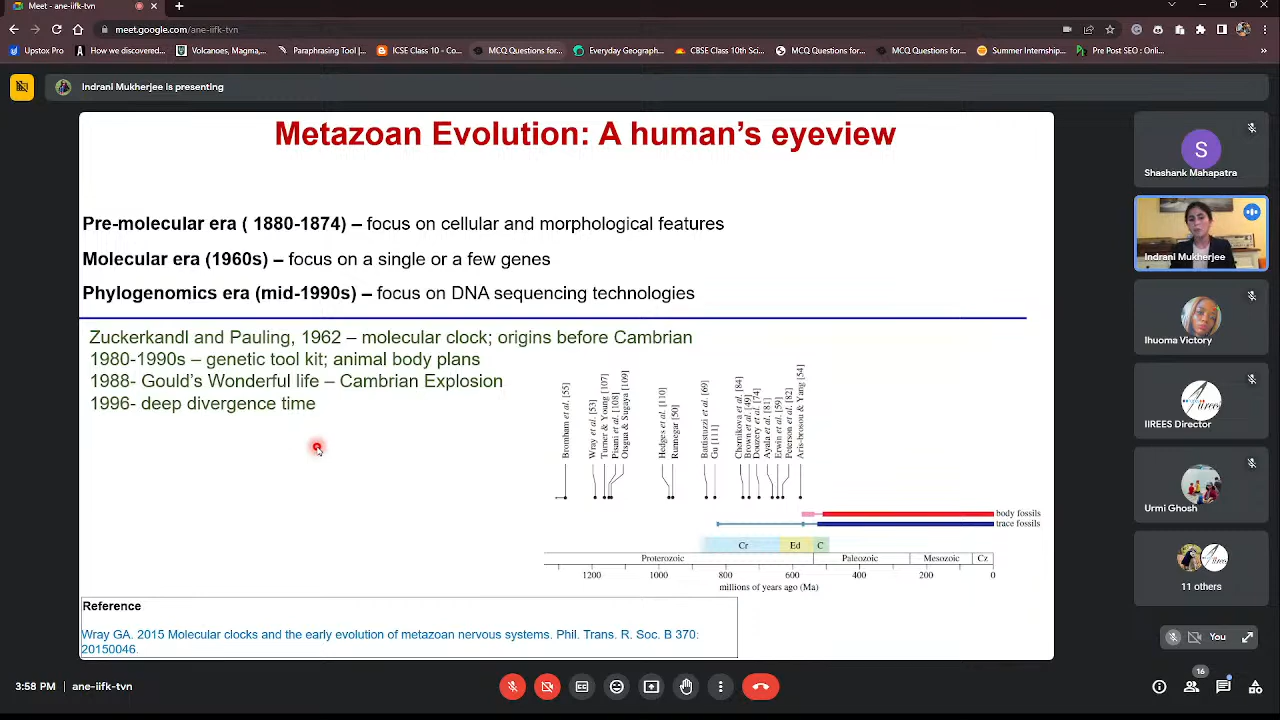 Meet - ane-iifk-tvn
meet.google.com/ane-iifk-tvn
Upstox Pro
How we discovered...
Volcanoes, Magma,...
Paraphrasing Tool |...
ICSE Class 10 - Co...
MCQ Questions for...
Everyday Geograph...
CBSE Class 10th Sci...
MCQ Questions for...
MCQ Questions for...
Summer Internship...
Pre Post SEO : Onli...
Indrani Mukherjee is presenting
Metazoan Evolution: A human's eyeview
Pre-molecular era ( 1880-1874) – focus on cellular and morphological features
Molecular era (1960s) – focus on a single or a few genes
Phylogenomics era (mid-1990s) – focus on DNA sequencing technologies
Zuckerkandl and Pauling, 1962 – molecular clock; origins before Cambrian
1980-1990s – genetic tool kit; animal body plans
1988- Gould's Wonderful life – Cambrian Explosion
1996- deep divergence time
Bromham et al. [55]
Wray et al. [53]
Turner & Young [107]
Pisani et al. [108]
Otsgua & Sugaya [109]
Hedges et al. [110]
Runnegar [50]
Battistuzzi et al. [69]
Gu [111]
Chernikova et al. [84]
Brown et al. [49]
Douzery et al. [74]
Ayala et al. [81]
Erwin et al. [59]
Peterson et al. [82]
Aris-brosou & Yang [54]
body fossils
trace fossils
Cr Ed C
Proterozoic Paleozoic Mesozoic Cz
1200 1000 800 600 400 200 0
millions of years ago (Ma)
Reference
Wray GA. 2015 Molecular clocks and the early evolution of metazoan nervous systems. Phil. Trans. R. Soc. B 370:
20150046.
S
Shashank Mahapatra
Indrani Mukherjee
Ihuoma Victory
IIREES Director
Urmi Ghosh
11 others
You
3:58 PM | ane-iifk-tvn
16